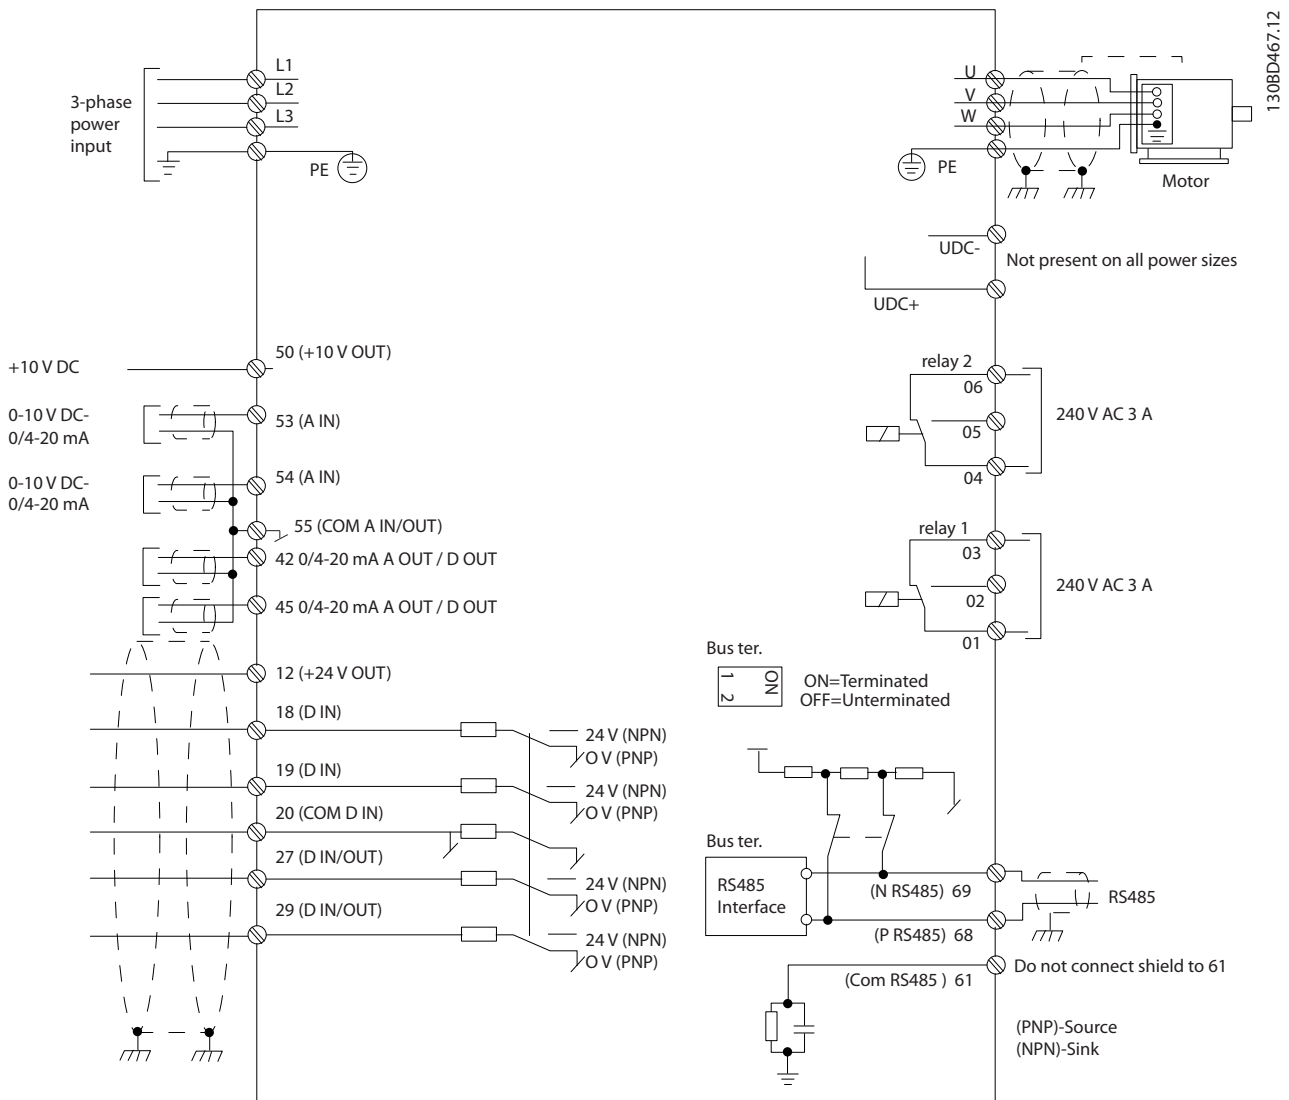 130BD467.12
3-phase
power
input
L1
L2
L3
PE
U
V
W
PE
Motor
UDC-
Not present on all power sizes
UDC+
+10 V DC
50 (+10 V OUT)
0-10 V DC-
0/4-20 mA
53 (A IN)
0-10 V DC-
0/4-20 mA
54 (A IN)
55 (COM A IN/OUT)
42 0/4-20 mA A OUT / D OUT
45 0/4-20 mA A OUT / D OUT
12 (+24 V OUT)
18 (D IN)
24 V (NPN)
O V (PNP)
19 (D IN)
24 V (NPN)
O V (PNP)
20 (COM D IN)
27 (D IN/OUT)
24 V (NPN)
O V (PNP)
29 (D IN/OUT)
24 V (NPN)
O V (PNP)
relay 2
06
05
04
240 V AC 3 A
relay 1
03
02
01
240 V AC 3 A
Bus ter.
1
2
ON
ON=Terminated
OFF=Unterminated
Bus ter.
RS485
Interface
(N RS485) 69
RS485
(P RS485) 68
(Com RS485 ) 61
Do not connect shield to 61
(PNP)-Source
(NPN)-Sink